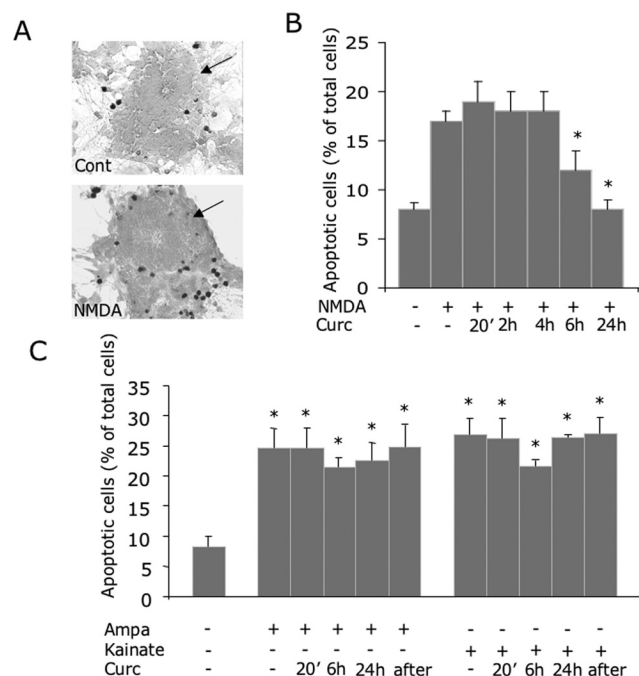 A
Cont
NMDA
B
Apoptotic cells (% of total cells)
25
20
15
10
5
0
NMDA - + + + + + +
Curc - - 20' 2h 4h 6h 24h
* *
C
Apoptotic cells (% of total cells)
35
30
25
20
15
10
5
0
* * * * * * * * * *
Ampa - + + + + + - - - - -
Kainate - - - - - - + + + + +
Curc - - 20' 6h 24h after - 20' 6h 24h after